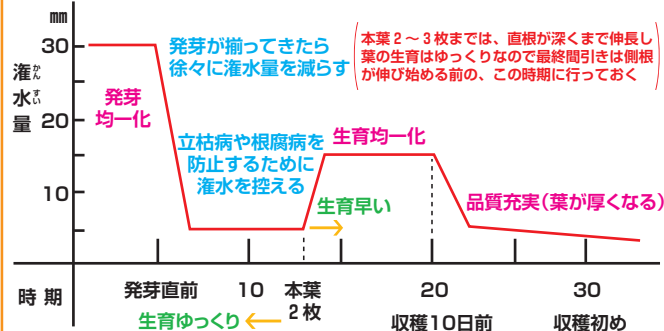 mm
30
20
10
潅水量
かん
すい
発芽が揃ってきたら
徐々に潅水量を減らす
本葉2～3枚までは、直根が深くまで伸長し
葉の生育はゆっくりなので最終間引きは側根
が伸び始める前の、この時期に行っておく
発芽
均一化
立枯病や根腐病を
防止するために
潅水を控える
生育均一化
生育早い
品質充実(葉が厚くなる)
時期
発芽直前
10
本葉
2枚
20
30
生育ゆっくり
収穫10日前
収穫初め